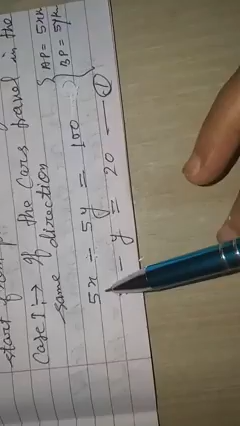 start from p
Case 1 :→ If the Cars travel in the
same direction { AP = 5x k
BP = 5y k
5x - 5y = 100
- y = 20 — ①